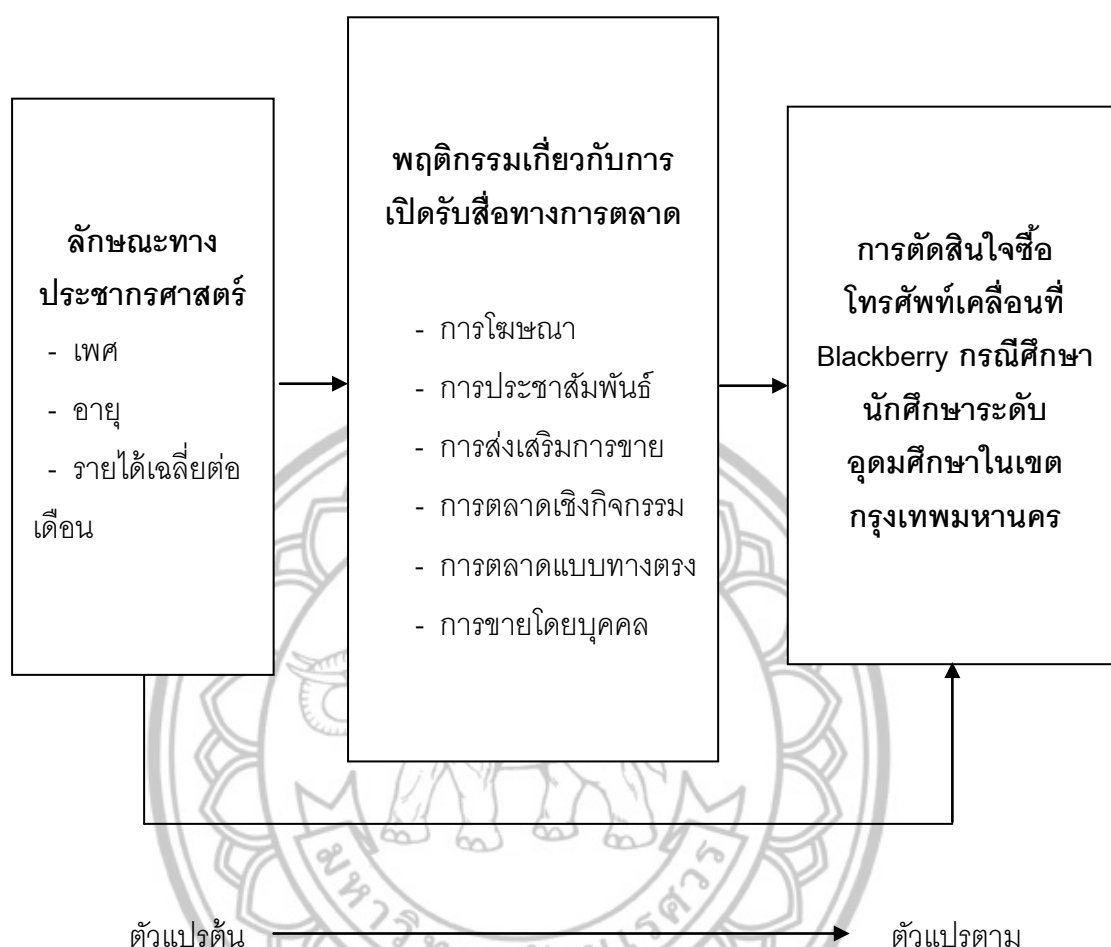 ลักษณะทาง
ประชากรศาสตร์
- เพศ
- อายุ
- รายได้เฉลี่ยต่อ
เดือน
พฤติกรรมเกี่ยวกับการ
เปิดรับสื่อทางการตลาด
- การโฆษณา
- การประชาสัมพันธ์
- การส่งเสริมการขาย
- การตลาดเชิงกิจกรรม
- การตลาดแบบทางตรง
- การขายโดยบุคคล
การตัดสินใจซื้อ
โทรศัพท์เคลื่อนที่
Blackberry กรณีศึกษา
นักศึกษาระดับ
อุดมศึกษาในเขต
กรุงเทพมหานคร
ตัวแปรต้น
ตัวแปรตาม